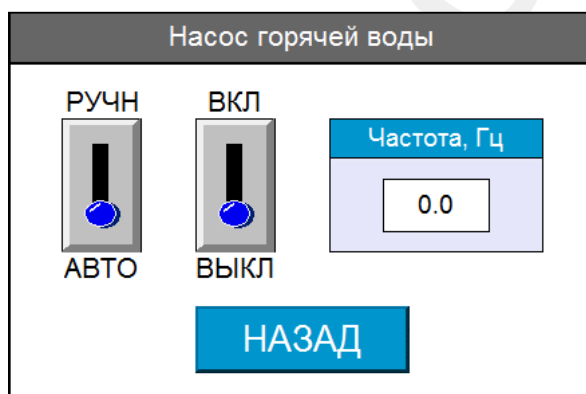 Насос горячей воды
РУЧН
ВКЛ
Частота, Гц
0.0
АВТО
ВЫКЛ
НАЗАД